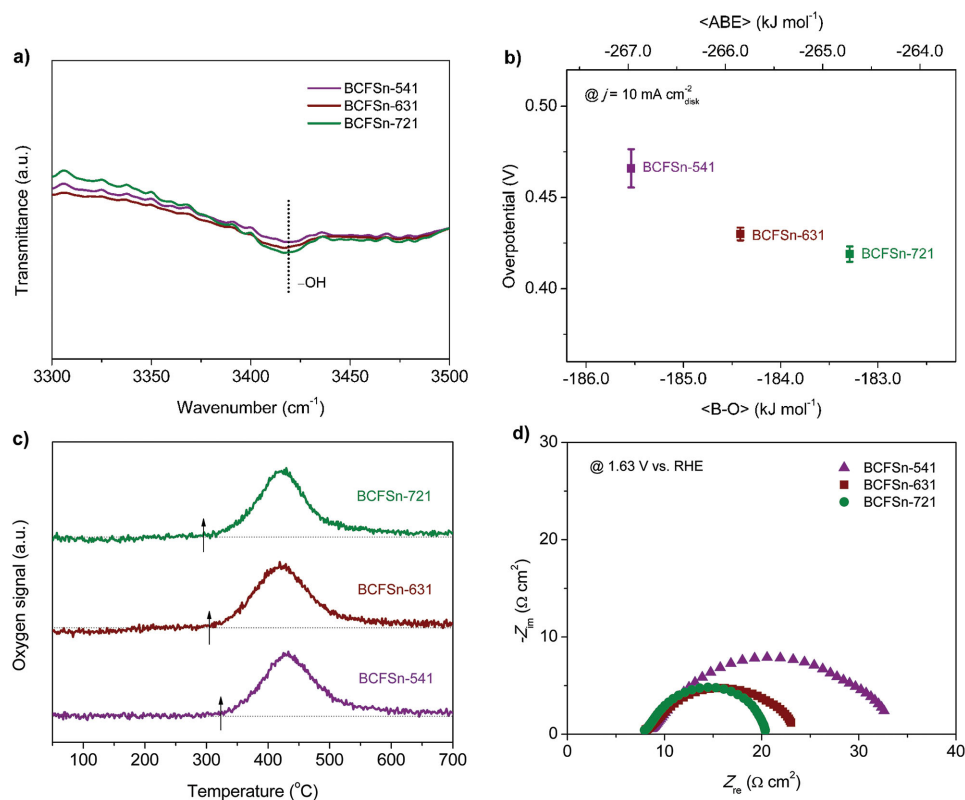 a)
BCFSn-541
BCFSn-631
BCFSn-721
–OH
Transmittance (a.u.)
3300 3350 3400 3450 3500
Wavenumber (cm⁻¹)
b)
<ABE> (kJ mol⁻¹)
-267.0 -266.0 -265.0 -264.0
@ j = 10 mA cm⁻²disk
0.50
0.45
0.40
Overpotential (V)
BCFSn-541
BCFSn-631
BCFSn-721
-186.0 -185.0 -184.0 -183.0
<B-O> (kJ mol⁻¹)
c)
BCFSn-721
BCFSn-631
BCFSn-541
Oxygen signal (a.u.)
100 200 300 400 500 600 700
Temperature (°C)
d)
@ 1.63 V vs. RHE
BCFSn-541
BCFSn-631
BCFSn-721
30
20
10
0
-Zim (Ω cm²)
0 10 20 30 40
Zre (Ω cm²)